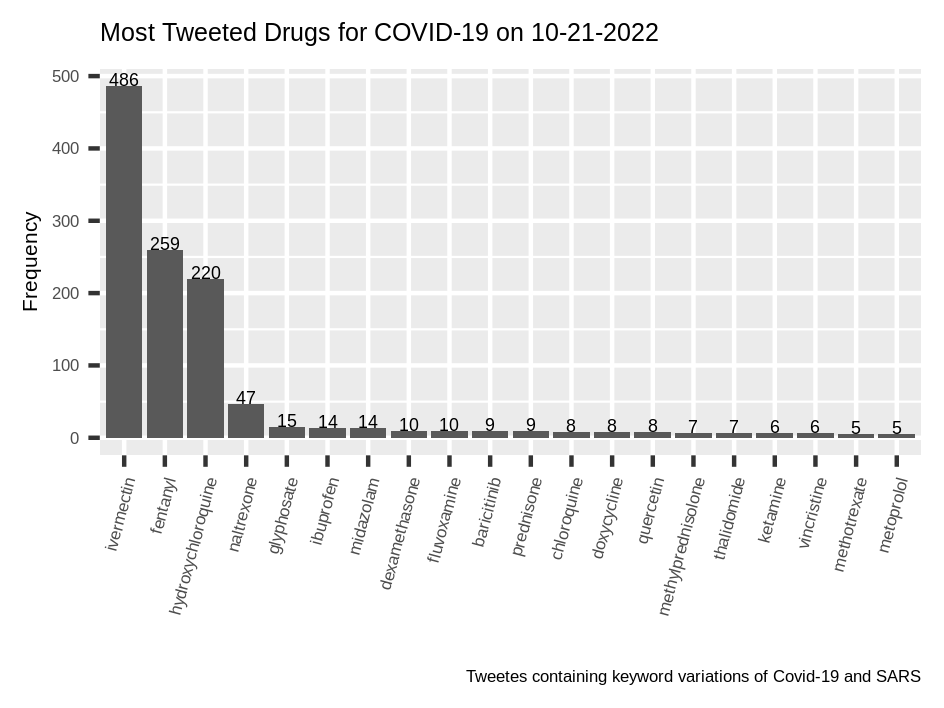 Most Tweeted Drugs for COVID-19 on 10-21-2022
Frequency
500
400
300
200
100
0
486
259
220
47
15
14
14
10
10
9
9
8
8
8
7
7
6
6
5
5
ivermectin
fentanyl
hydroxychloroquine
naltrexone
glyphosate
ibuprofen
midazolam
dexamethasone
fluvoxamine
baricitinib
prednisone
chloroquine
doxycycline
quercetin
methylprednisolone
thalidomide
ketamine
vincristine
methotrexate
metoprolol
Tweetes containing keyword variations of Covid-19 and SARS